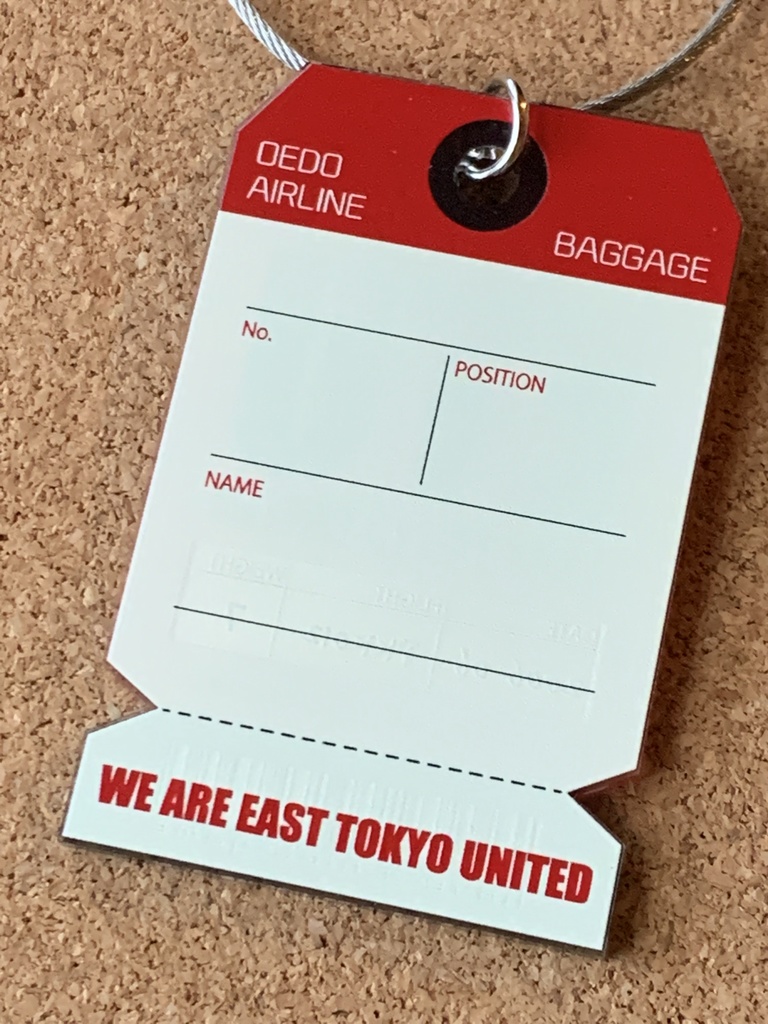 OEDO
AIRLINE
BAGGAGE
No.
POSITION
NAME
WE ARE EAST TOKYO UNITED